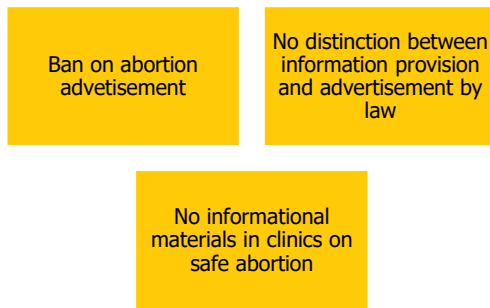 Ban on abortion
advetisement
No distinction between
information provision
and advertisement by
law
No informational
materials in clinics on
safe abortion